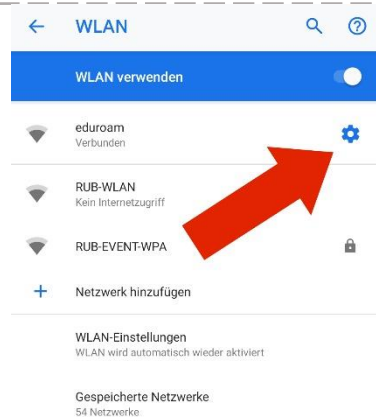 WLAN
WLAN verwenden
eduroam
Verbunden
RUB-WLAN
Kein Internetzugriff
RUB-EVENT-WPA
Netzwerk hinzufügen
WLAN-Einstellungen
WLAN wird automatisch wieder aktiviert
Gespeicherte Netzwerke
54 Netzwerke